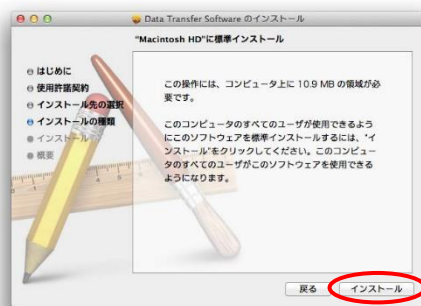 Data Transfer Software のインストール
"Macintosh HD"に標準インストール
はじめに
使用許諾契約
インストール先の選択
インストールの種類
インストール
概要
この操作には、コンピュータ上に 10.9 MB の領域が必
要です。
このコンピュータのすべてのユーザが使用できるよう
にこのソフトウェアを標準インストールするには、"イ
ンストール"をクリックしてください。このコンピュー
タのすべてのユーザがこのソフトウェアを使用できる
ようになります。
戻る
インストール